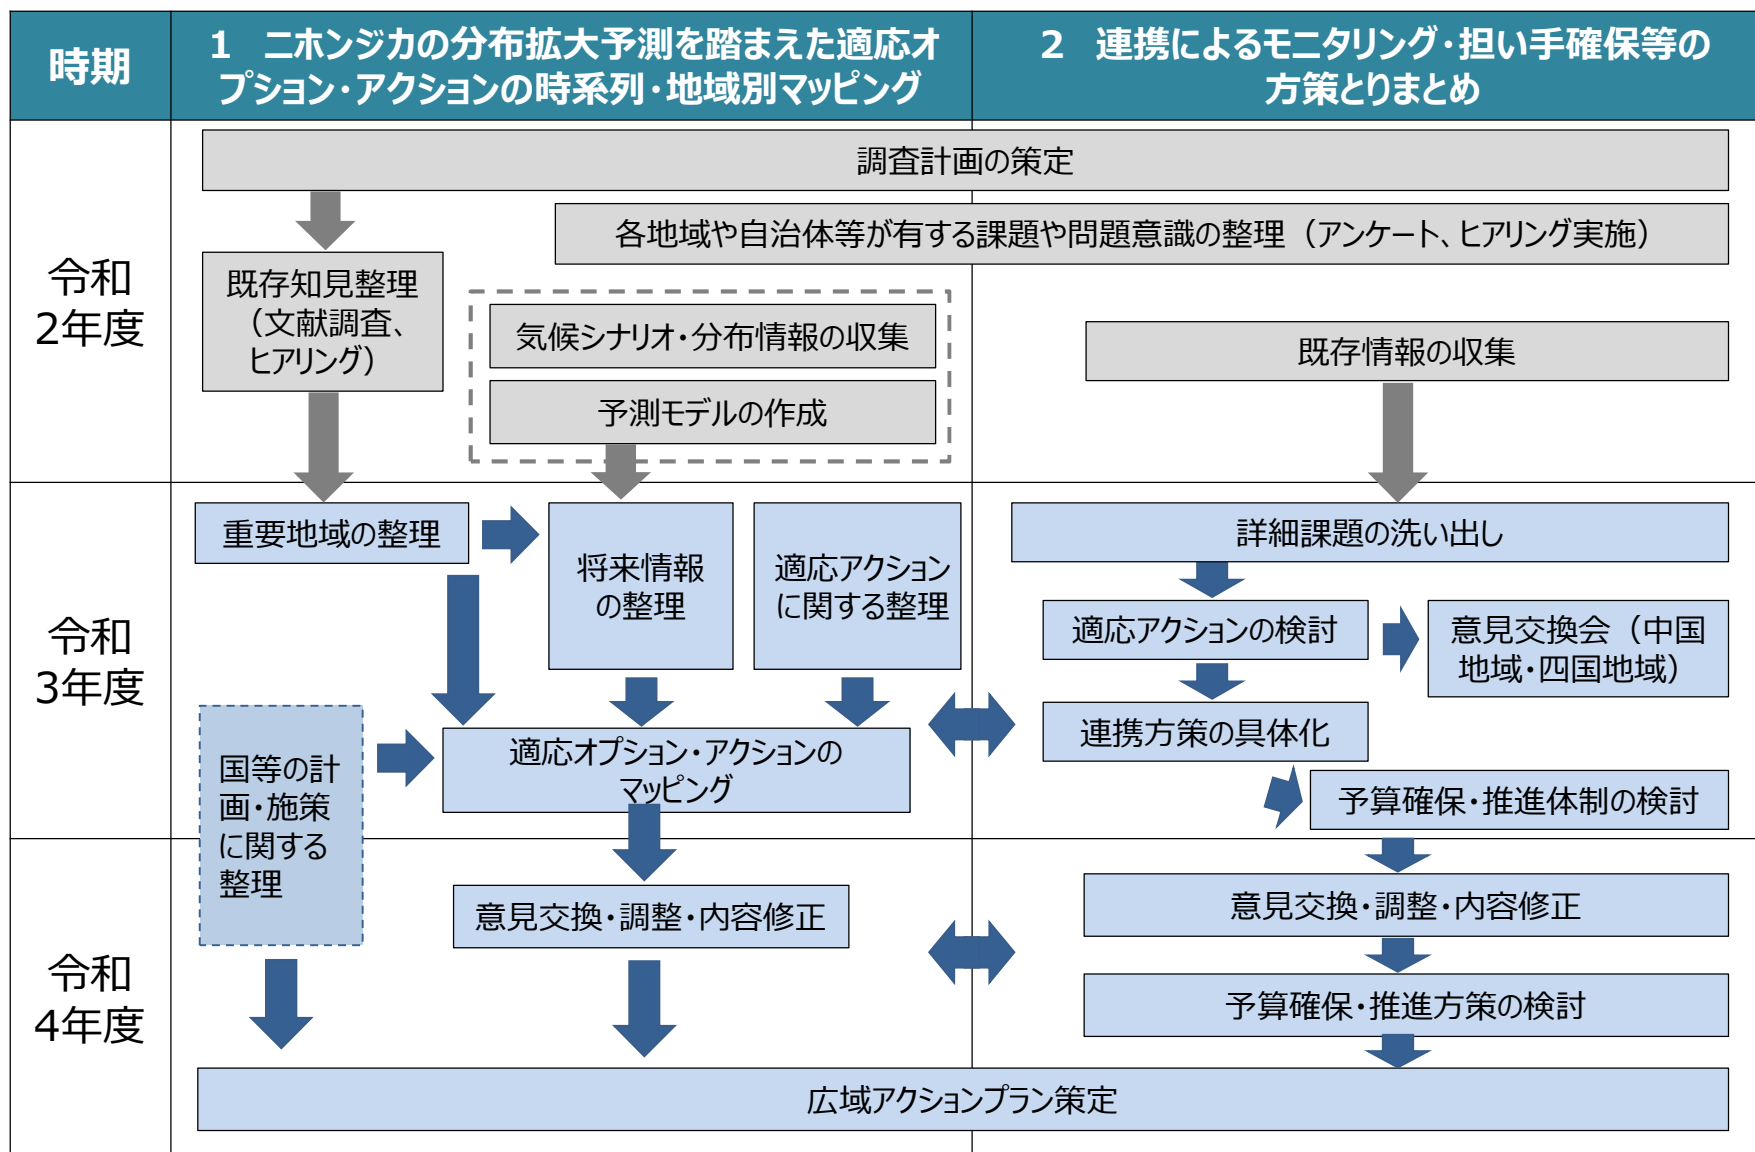 時期
1　ニホンジカの分布拡大予測を踏まえた適応オ
プション・アクションの時系列・地域別マッピング
2　連携によるモニタリング・担い手確保等の
方策とりまとめ
令和
2年度
調査計画の策定
各地域や自治体等が有する課題や問題意識の整理（アンケート、ヒアリング実施）
既存知見整理
（文献調査、
ヒアリング）
気候シナリオ・分布情報の収集
予測モデルの作成
既存情報の収集
令和
3年度
重要地域の整理
将来情報
の整理
適応アクション
に関する整理
詳細課題の洗い出し
適応アクションの検討
意見交換会（中国
地域・四国地域）
連携方策の具体化
適応オプション・アクションの
マッピング
予算確保・推進体制の検討
国等の計
画・施策
に関する
整理
令和
4年度
意見交換・調整・内容修正
意見交換・調整・内容修正
予算確保・推進方策の検討
広域アクションプラン策定